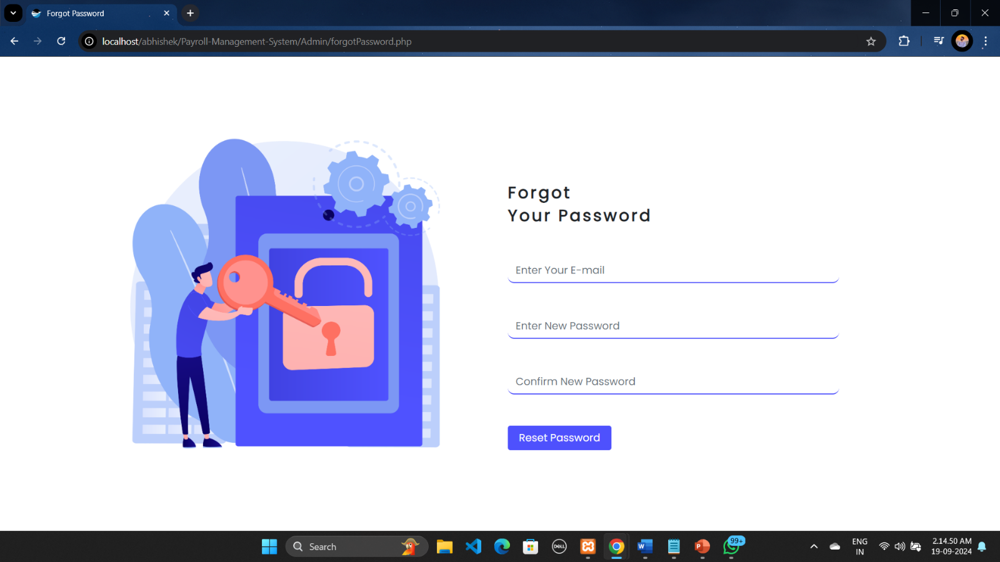 Forgot Password
localhost/abhishek/Payroll-Management-System/Admin/forgotPassword.php
Forgot
Your Password
Enter Your E-mail
Enter New Password
Confirm New Password
Reset Password
Search
DELL
W
P
99+
ENG
IN
2.14.50 AM
19-09-2024